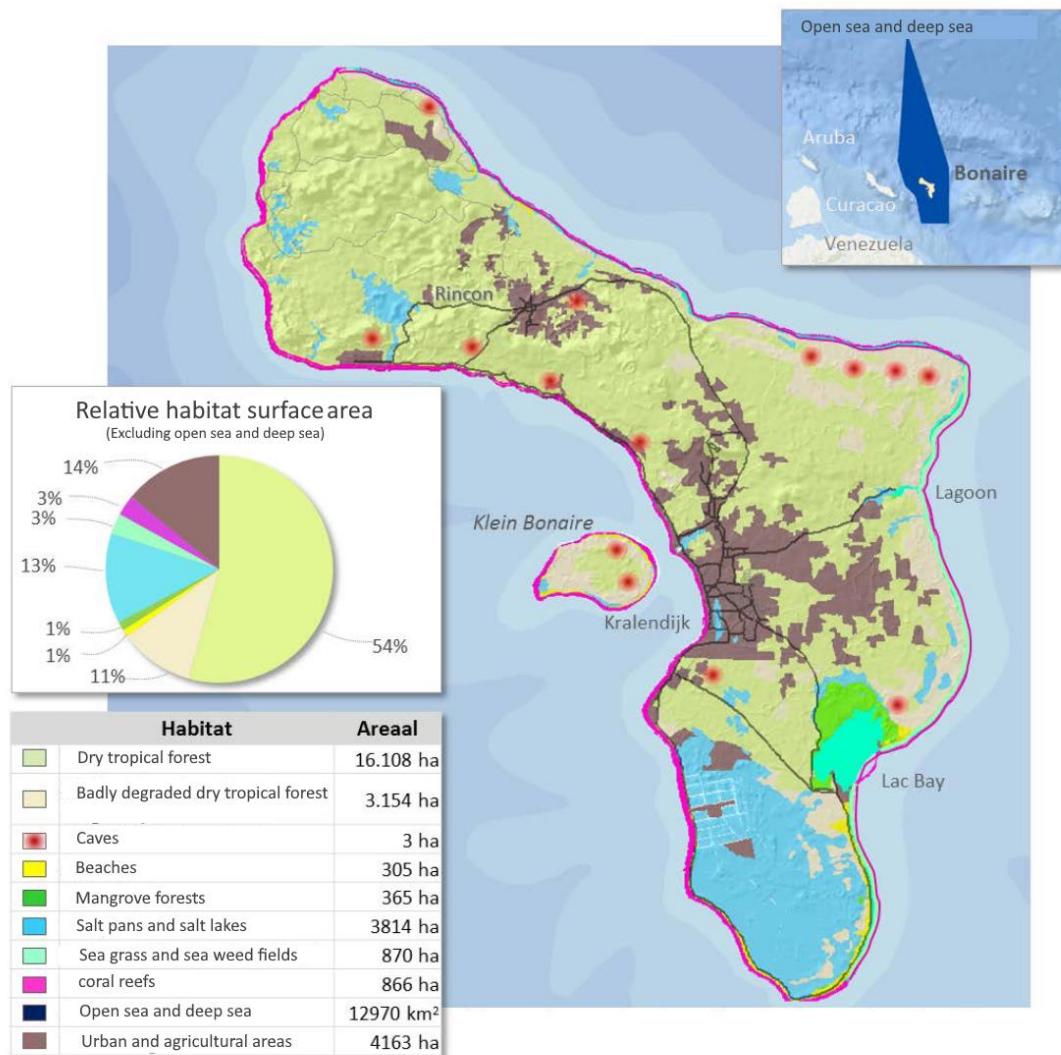 Open sea and deep sea
Aruba
Bonaire
Curacao
Venezuela
Rincon
Relative habitat surface area
(Excluding open sea and deep sea)
14%
3%
3%
13%
1%
1%
11%
54%
Lagoon
Klein Bonaire
Kralendijk
Lac Bay
Habitat Areaal
Dry tropical forest 16.108 ha
Badly degraded dry tropical forest 3.154 ha
Caves 3 ha
Beaches 305 ha
Mangrove forests 365 ha
Salt pans and salt lakes 3814 ha
Sea grass and sea weed fields 870 ha
coral reefs 866 ha
Open sea and deep sea 12970 km²
Urban and agricultural areas 4163 ha